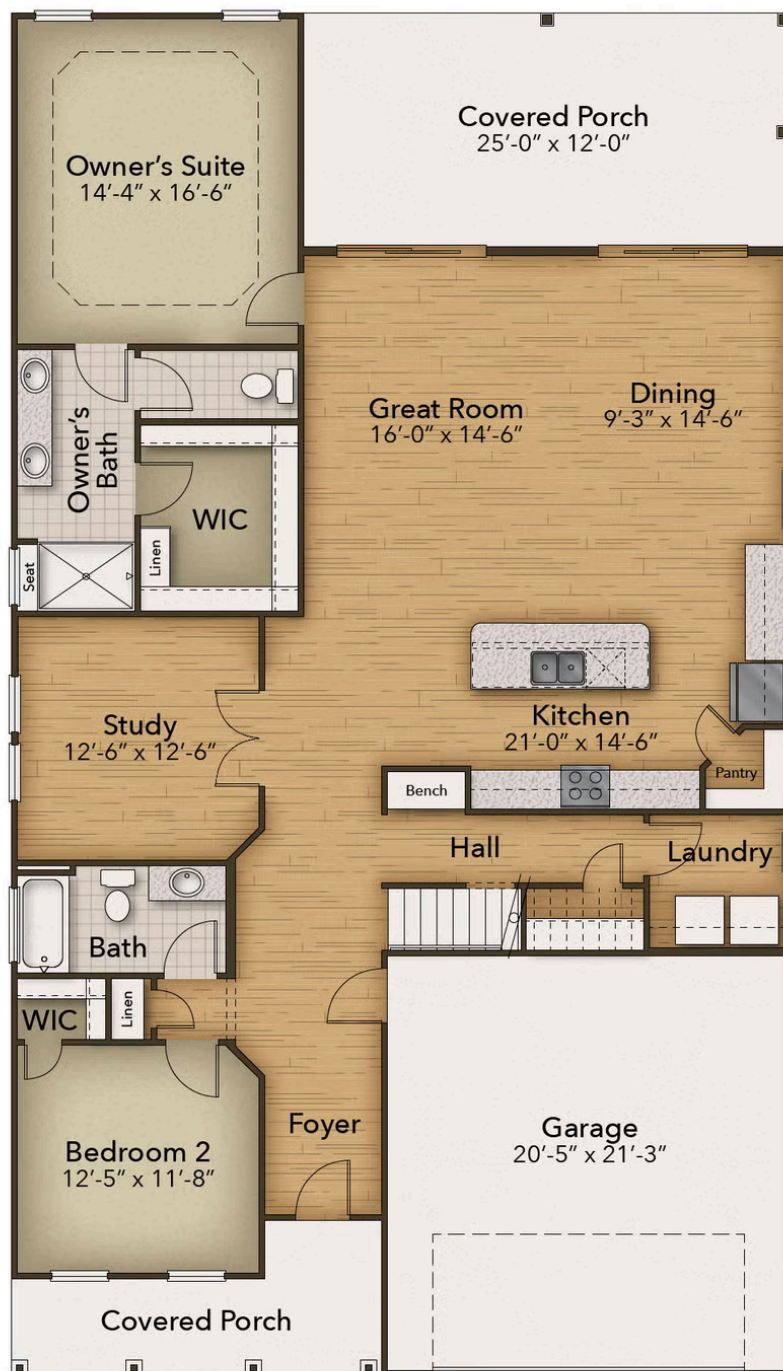 Covered Porch
25’-0” x 12’-0”
Owner’s Suite
14’-4” x 16’-6”
Great Room
16’-0” x 14’-6”
Dining
9’-3” x 14’-6”
Owner’s
Bath
WIC
Linen
Seat
Study
12’-6” x 12’-6”
Kitchen
21’-0” x 14’-6”
Pantry
Bench
Hall
Laundry
Bath
WIC
Linen
Bedroom 2
12’-5” x 11’-8”
Foyer
Garage
20’-5” x 21’-3”
Covered Porch